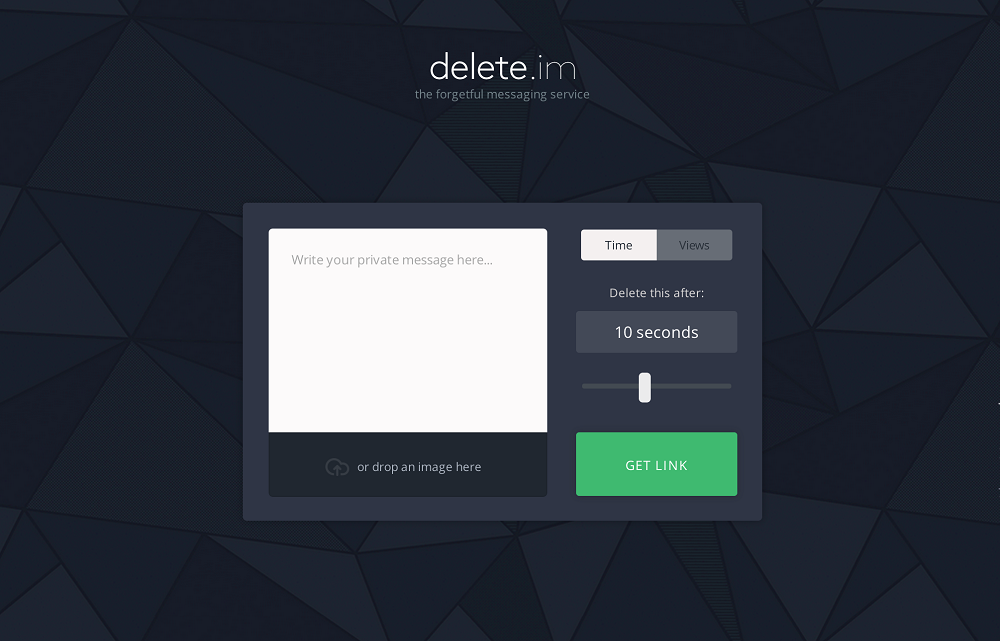 delete.im
the forgetful messaging service
Write your private message here...
or drop an image here
Time
Views
Delete this after:
10 seconds
GET LINK